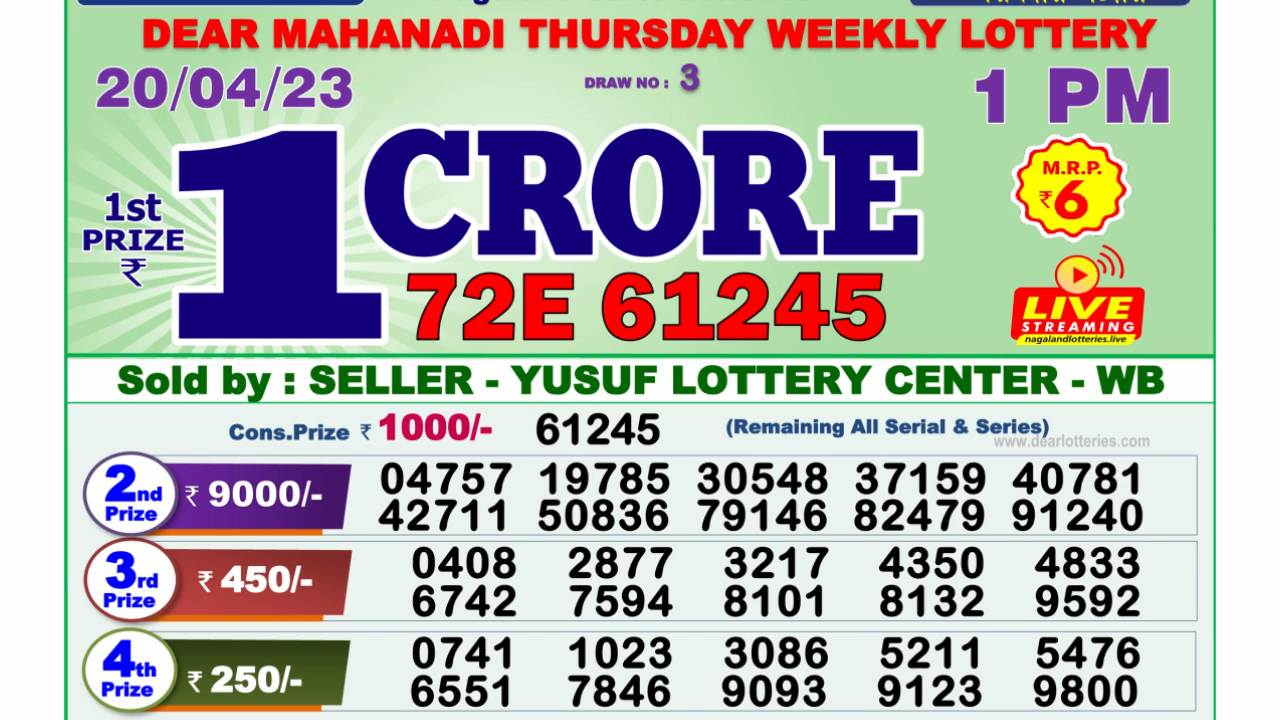 DEAR MAHANADI THURSDAY WEEKLY LOTTERY
20/04/23
DRAW NO : 3
1 PM
1st PRIZE ₹
1 CRORE
M.R.P. ₹6
72E 61245
LIVE STREAMING
nagalandlotteries.live
Sold by : SELLER - YUSUF LOTTERY CENTER - WB
Cons.Prize ₹ 1000/- 61245 (Remaining All Serial & Series)
www.dearlotteries.com
2nd Prize ₹ 9000/-
04757 19785 30548 37159 40781
42711 50836 79146 82479 91240
3rd Prize ₹ 450/-
0408 2877 3217 4350 4833
6742 7594 8101 8132 9592
4th Prize ₹ 250/-
0741 1023 3086 5211 5476
6551 7846 9093 9123 9800